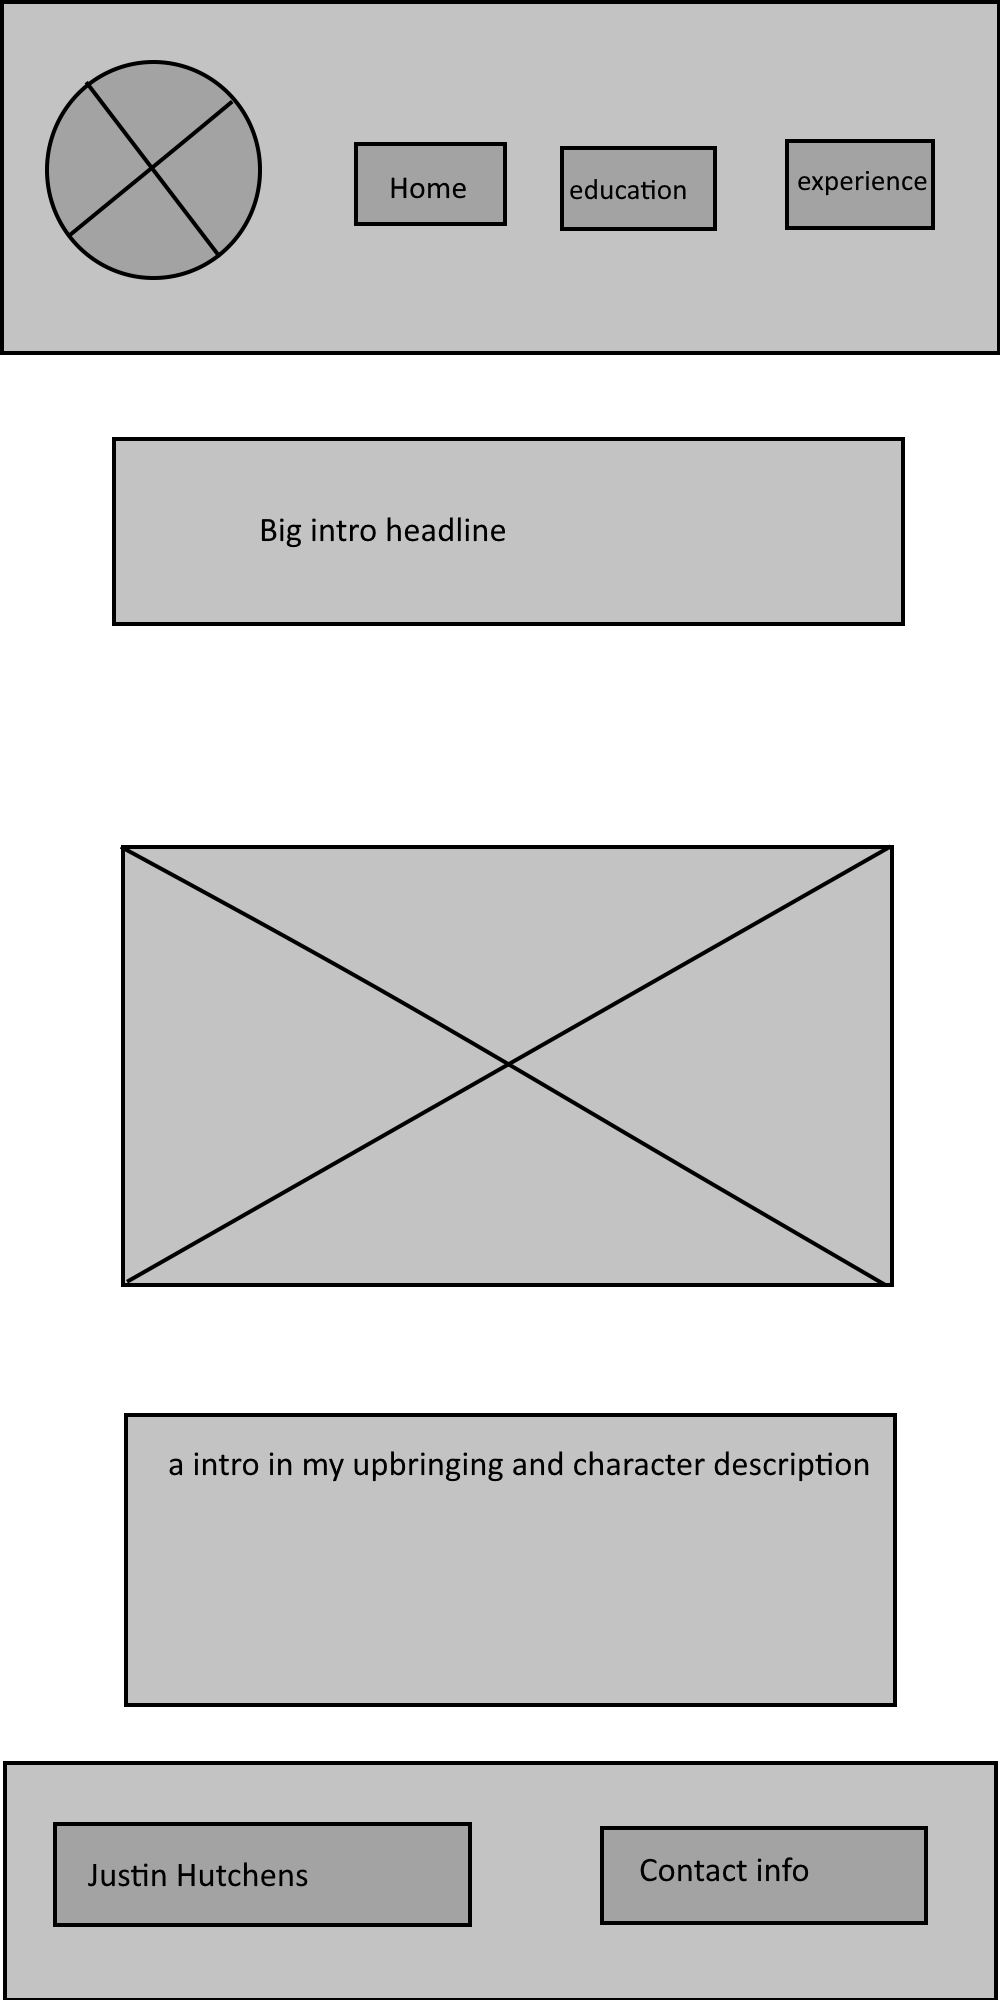 Home
education
experience
Big intro headline
a intro in my upbringing and character description
Justin Hutchens
Contact info